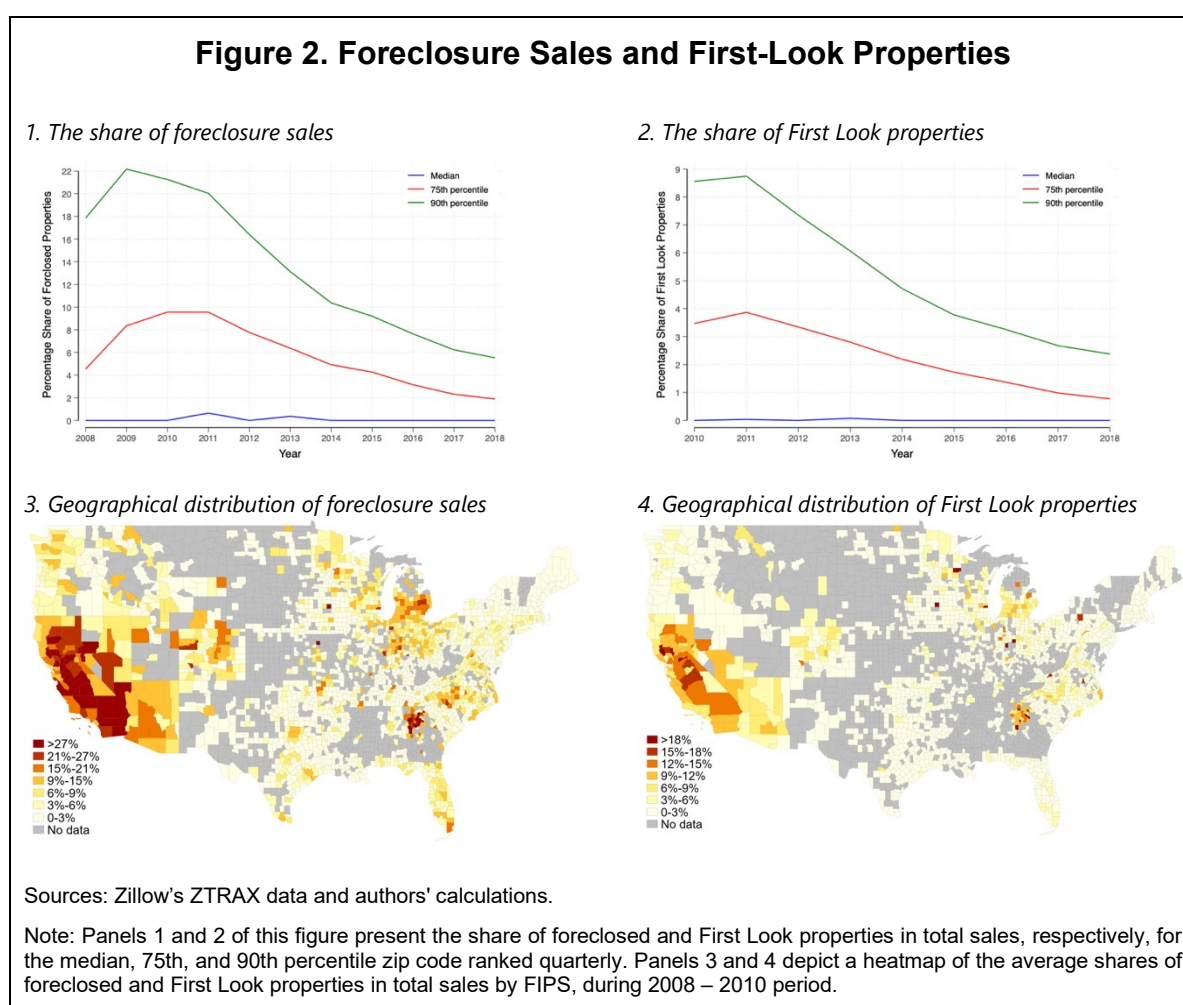 Figure 2. Foreclosure Sales and First-Look Properties
1. The share of foreclosure sales
2. The share of First Look properties
Percentage Share of Forclosed Properties
22
20
18
16
14
12
10
8
6
4
2
0
Median
75th percentile
90th percentile
2008 2009 2010 2011 2012 2013 2014 2015 2016 2017 2018
Year
Percentage Share of First Look Properties
9
8
7
6
5
4
3
2
1
0
Median
75th percentile
90th percentile
2010 2011 2012 2013 2014 2015 2016 2017 2018
Year
3. Geographical distribution of foreclosure sales
4. Geographical distribution of First Look properties
>27%
21%-27%
15%-21%
9%-15%
6%-9%
3%-6%
0-3%
No data
>18%
15%-18%
12%-15%
9%-12%
6%-9%
3%-6%
0-3%
No data
Sources: Zillow’s ZTRAX data and authors' calculations.
Note: Panels 1 and 2 of this figure present the share of foreclosed and First Look properties in total sales, respectively, for
the median, 75th, and 90th percentile zip code ranked quarterly. Panels 3 and 4 depict a heatmap of the average shares of
foreclosed and First Look properties in total sales by FIPS, during 2008 – 2010 period.